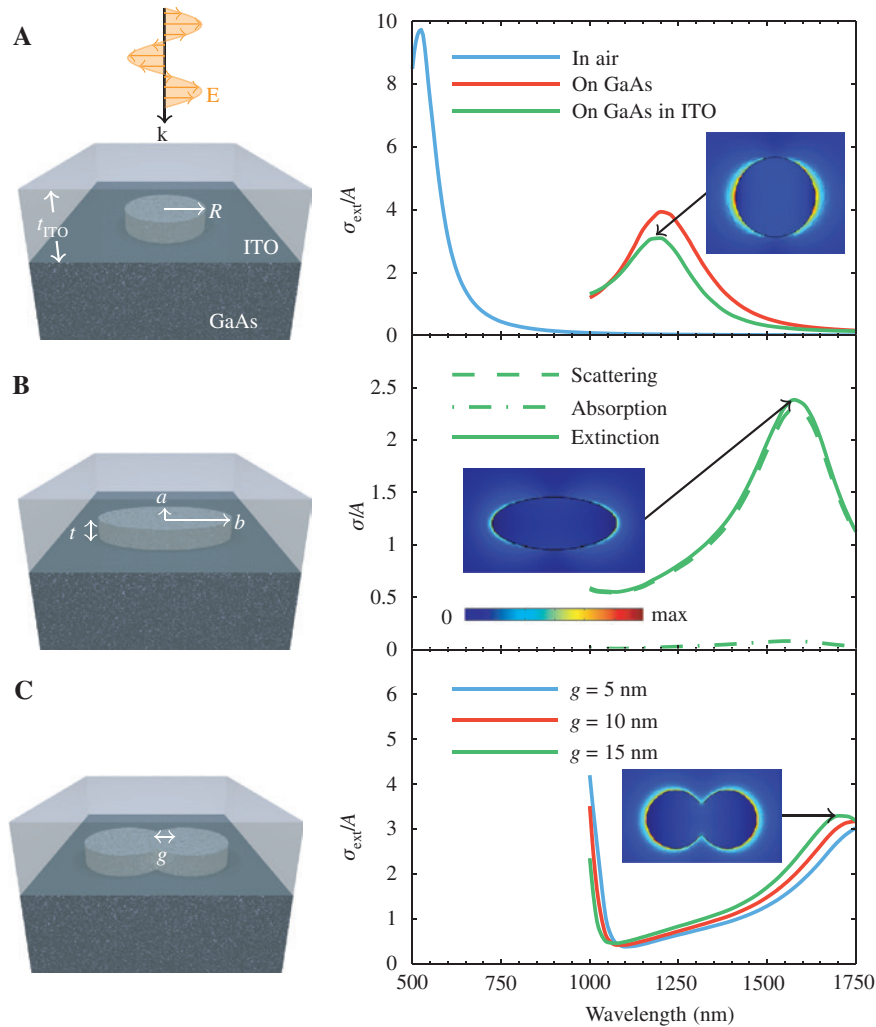 A
E
k
t_ITO
R
ITO
GaAs
10
8
6
4
2
0
σ_ext/A
In air
On GaAs
On GaAs in ITO
B
a
b
t
2.5
2
1.5
1
0.5
0
σ/A
Scattering
Absorption
Extinction
0 max
C
g
6
5
4
3
2
1
0
σ_ext/A
g = 5 nm
g = 10 nm
g = 15 nm
500 750 1000 1250 1500 1750
Wavelength (nm)